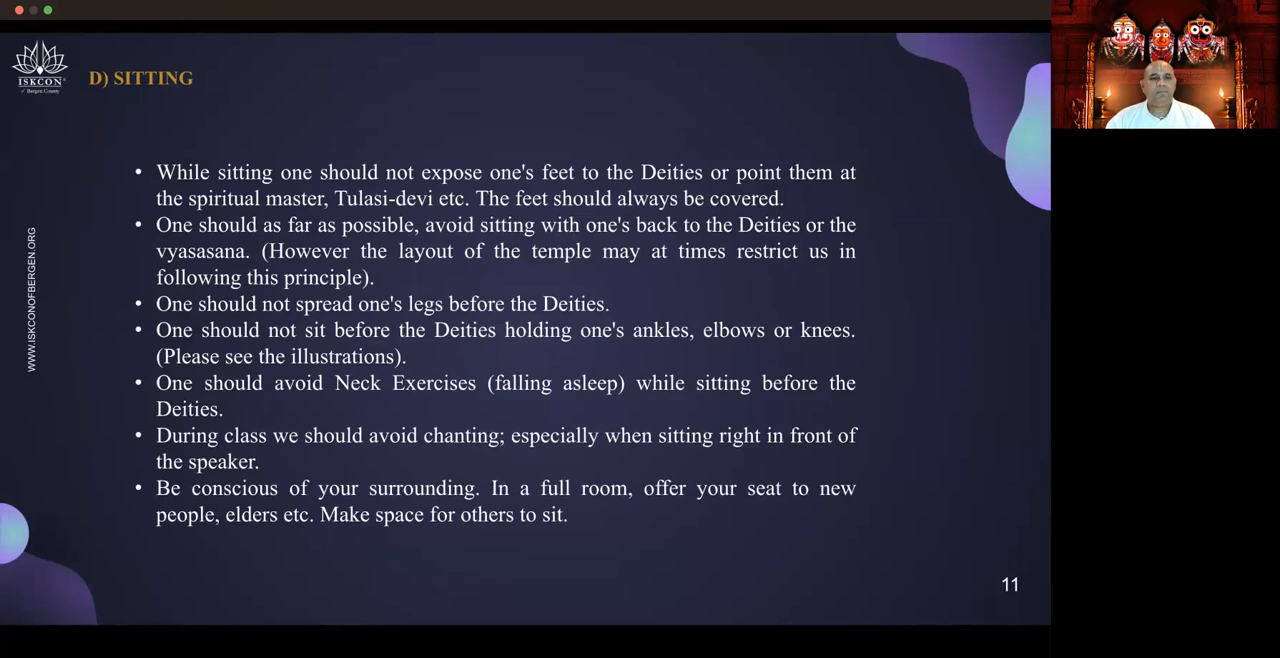 ISKCON
of Bergen County
D) SITTING
WWW.ISKCONOFBERGEN.ORG
• While sitting one should not expose one's feet to the Deities or point them at
the spiritual master, Tulasi-devi etc. The feet should always be covered.
• One should as far as possible, avoid sitting with one's back to the Deities or the
vyasasana. (However the layout of the temple may at times restrict us in
following this principle).
• One should not spread one's legs before the Deities.
• One should not sit before the Deities holding one's ankles, elbows or knees.
(Please see the illustrations).
• One should avoid Neck Exercises (falling asleep) while sitting before the
Deities.
• During class we should avoid chanting; especially when sitting right in front of
the speaker.
• Be conscious of your surrounding. In a full room, offer your seat to new
people, elders etc. Make space for others to sit.
11